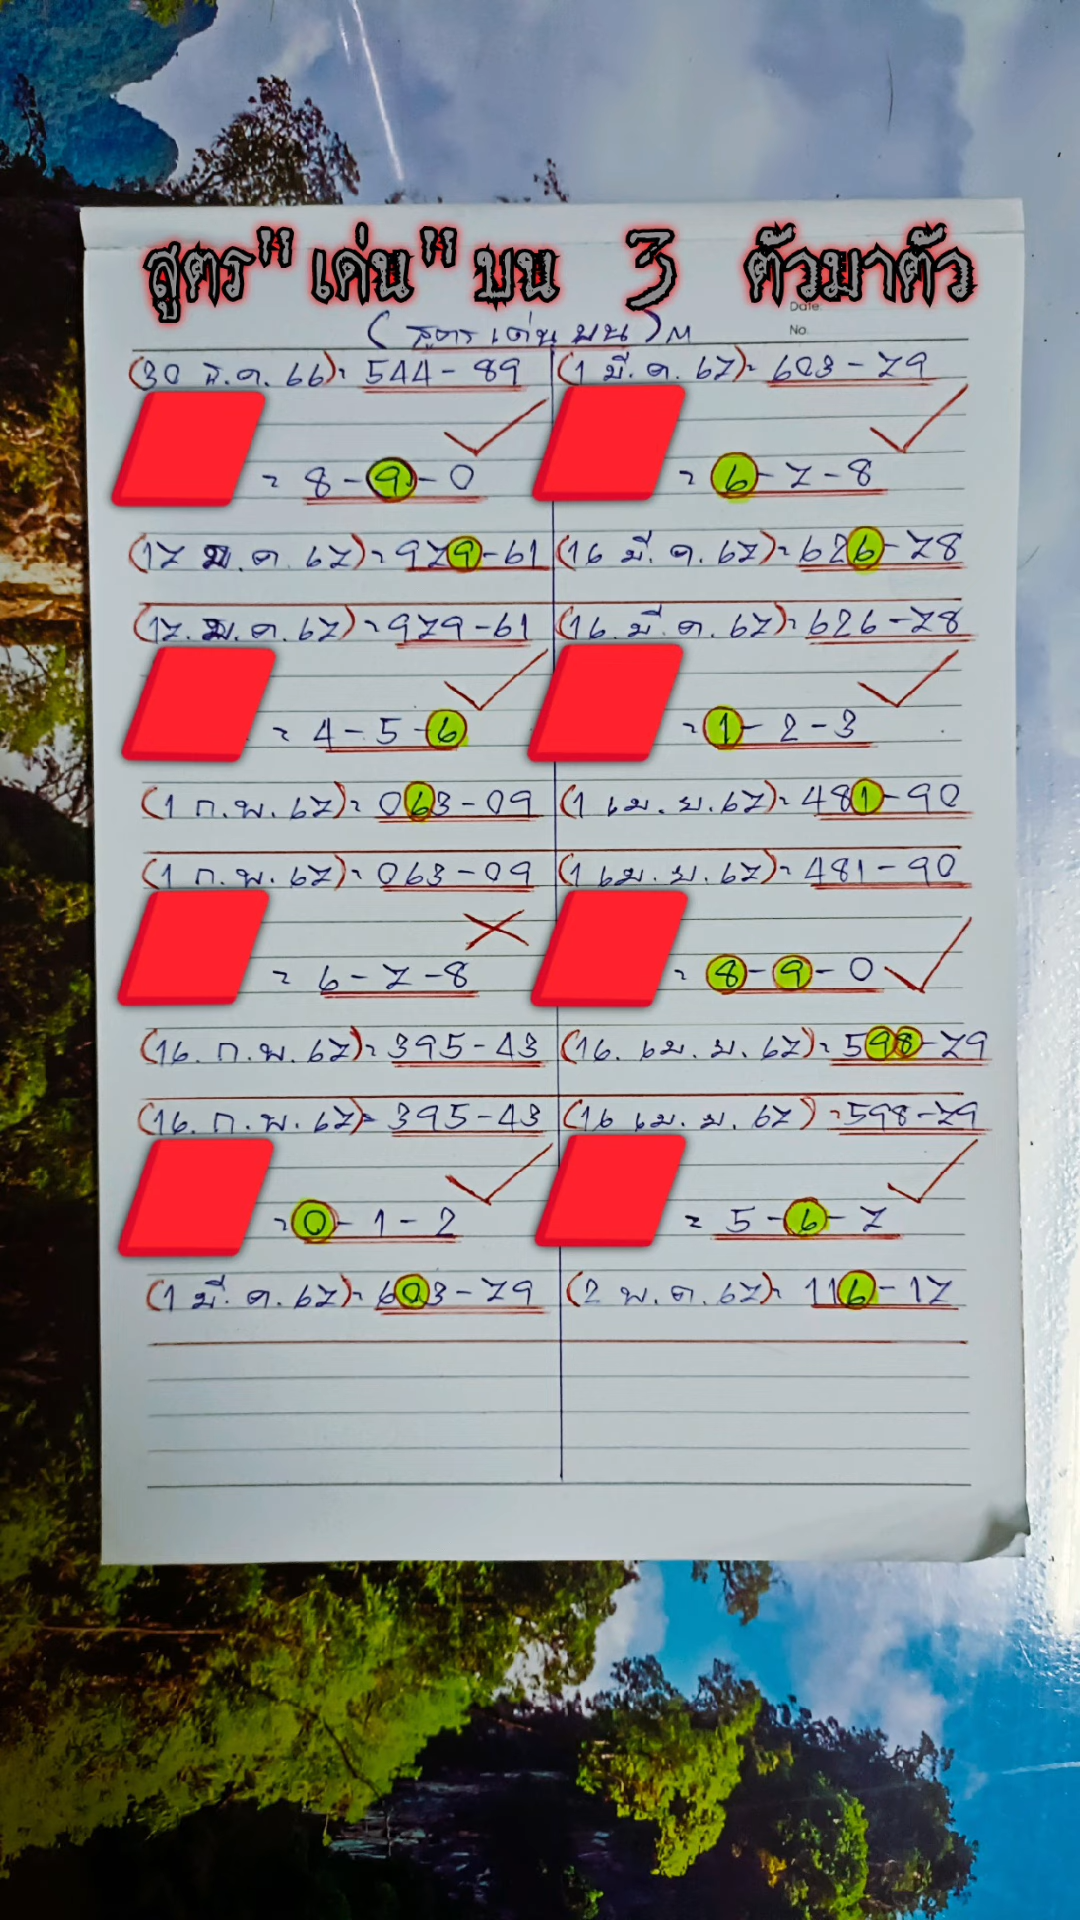 สูตร"เด่น"บน 3 ตัวมาตัว
Date:
No.
(สูตรเด่นบน)M
(30 ธ.ค. 66)= 544-89
= 8-9-0
(17 ม.ค. 67)= 979-61
(17. ม.ค. 67)= 979-61
= 4-5-6
(1 ก.พ. 67)= 063-09
(1 ก.พ. 67)= 063-09
= 6-7-8
(16. ก.พ. 67)= 395-43
(16. ก.พ. 67)= 395-43
= 0-1-2
(1 มี.ค. 67)= 603-79
(1 มี.ค. 67)= 603-79
= 6-7-8
(16 มี.ค 67)= 626-78
(16. มี.ค 67)= 626-78
= 1-2-3
(1 เม.ย.67)= 481-90
(1 เม.ย.67)= 481-90
= 8-9-0
(16. เม.ย. 67)= 598-79
(16 เม.ย. 67)= 598-79
= 5-6-7
(2 พ.ค. 67)= 116-17